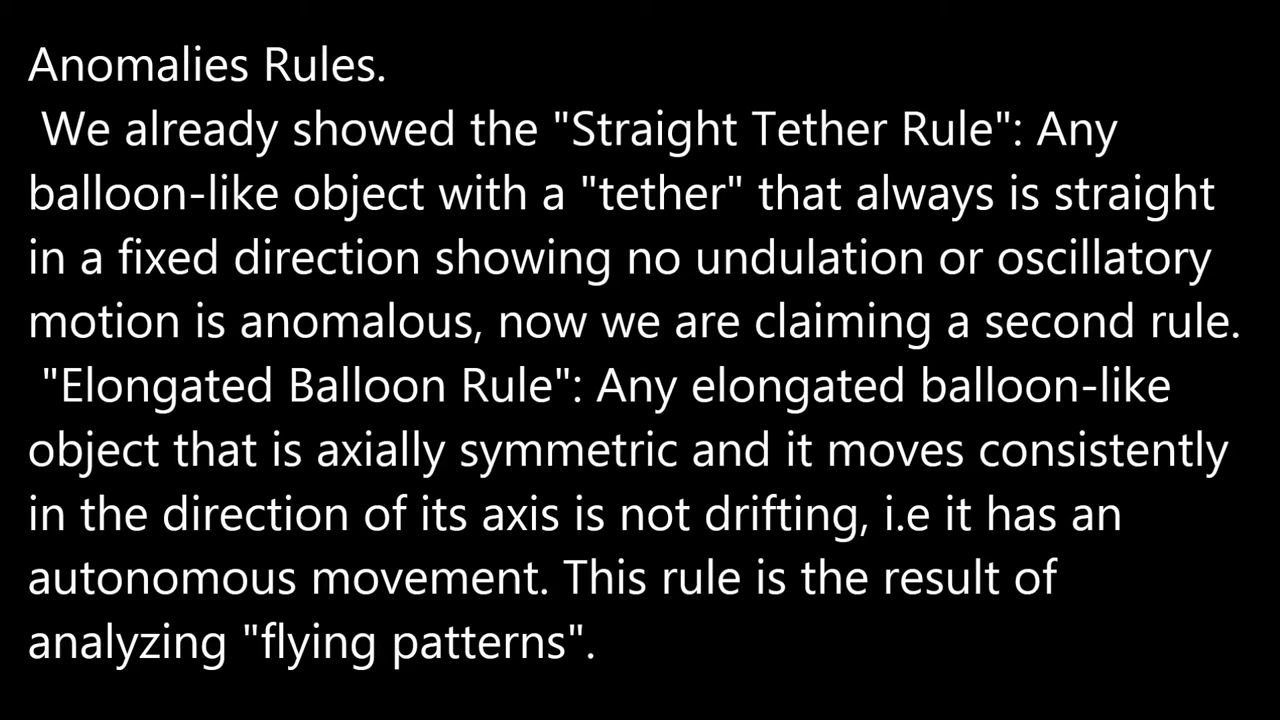 Anomalies Rules.
We already showed the "Straight Tether Rule": Any
balloon-like object with a "tether" that always is straight
in a fixed direction showing no undulation or oscillatory
motion is anomalous, now we are claiming a second rule.
"Elongated Balloon Rule": Any elongated balloon-like
object that is axially symmetric and it moves consistently
in the direction of its axis is not drifting, i.e it has an
autonomous movement. This rule is the result of
analyzing "flying patterns".